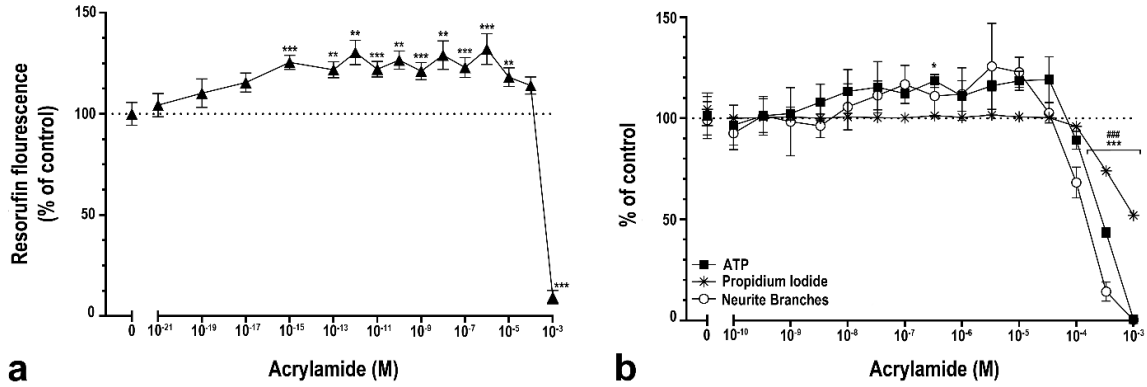 150
100
50
0
Resorufin flourescence
(% of control)
*** ** ** *** ** *** ** *** *** **
***
0 10⁻²¹ 10⁻¹⁹ 10⁻¹⁷ 10⁻¹⁵ 10⁻¹³ 10⁻¹¹ 10⁻⁹ 10⁻⁷ 10⁻⁵ 10⁻³
Acrylamide (M)
a
150
100
50
0
% of control
*
###
***
ATP
Propidium Iodide
Neurite Branches
0 10⁻¹⁰ 10⁻⁹ 10⁻⁸ 10⁻⁷ 10⁻⁶ 10⁻⁵ 10⁻⁴ 10⁻³
Acrylamide (M)
b